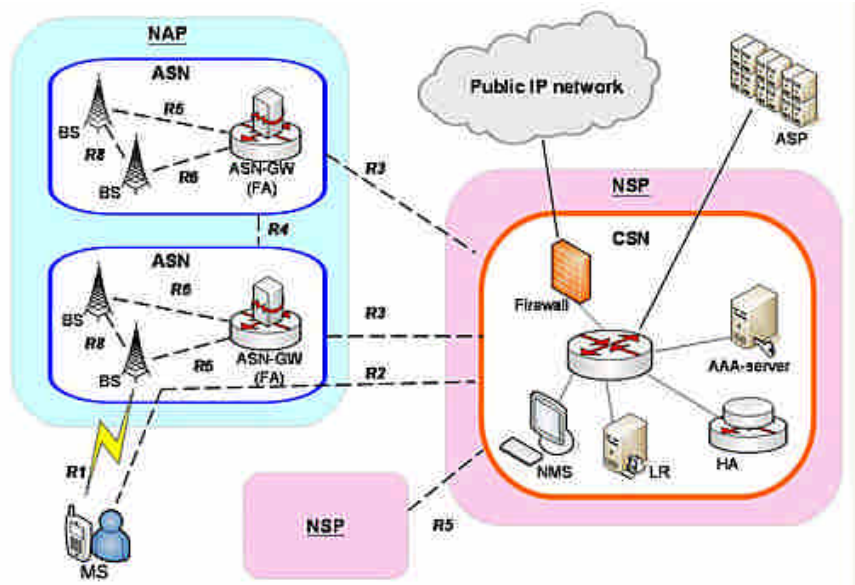 NAP
ASN
BS
R8
BS
R6
R6
ASN-GW
(FA)
R3
R4
ASN
BS
R8
BS
R6
R6
ASN-GW
(FA)
R3
R2
R1
MS
Public IP network
ASP
NSP
CSN
Firewall
AAA-server
NMS
LR
HA
NSP
R5